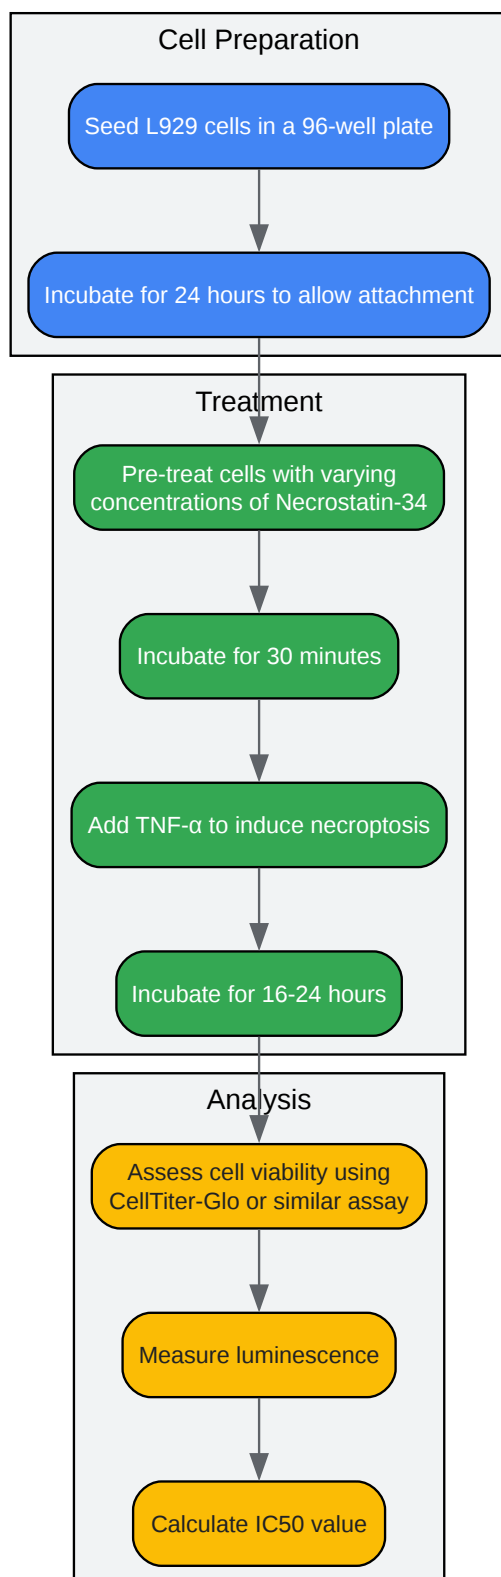 Cell Preparation
Seed L929 cells in a 96-well plate
Incubate for 24 hours to allow attachment
Treatment
Pre-treat cells with varying
concentrations of Necrostatin-34
Incubate for 30 minutes
Add TNF-α to induce necroptosis
Incubate for 16-24 hours
Analysis
Assess cell viability using
CellTiter-Glo or similar assay
Measure luminescence
Calculate IC50 value